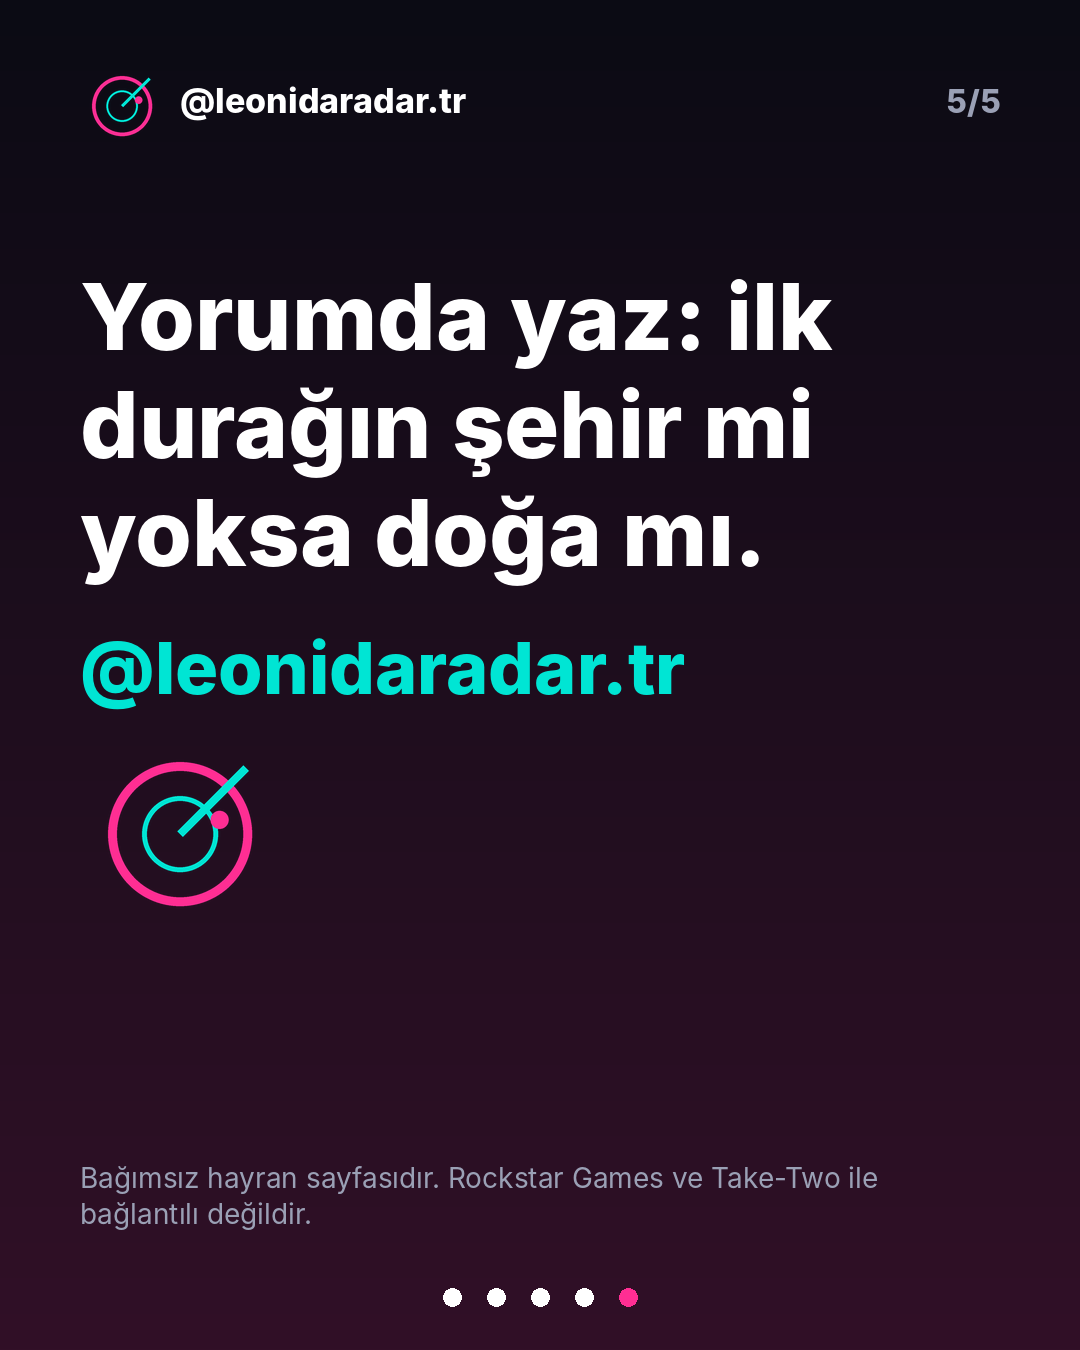 @leonidaradar.tr
5/5
Yorumda yaz: ilk
durağın şehir mi
yoksa doğa mı.
@leonidaradar.tr
Bağımsız hayran sayfasıdır. Rockstar Games ve Take-Two ile
bağlantılı değildir.